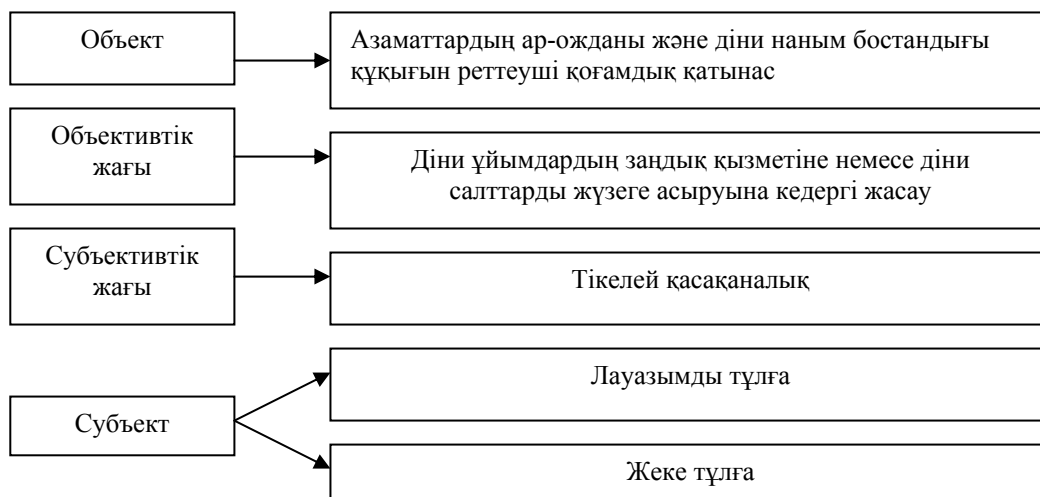 Объект
Азаматтардың ар-ожданы және діни наным бостандығы
құқығын реттеуші қоғамдық қатынас
Объективтік
жағы
Діни ұйымдардың заңдық қызметіне немесе діни
салттарды жүзеге асыруына кедергі жасау
Субъективтік
жағы
Тікелей қасақаналық
Субъект
Лауазымды тұлға
Жеке тұлға